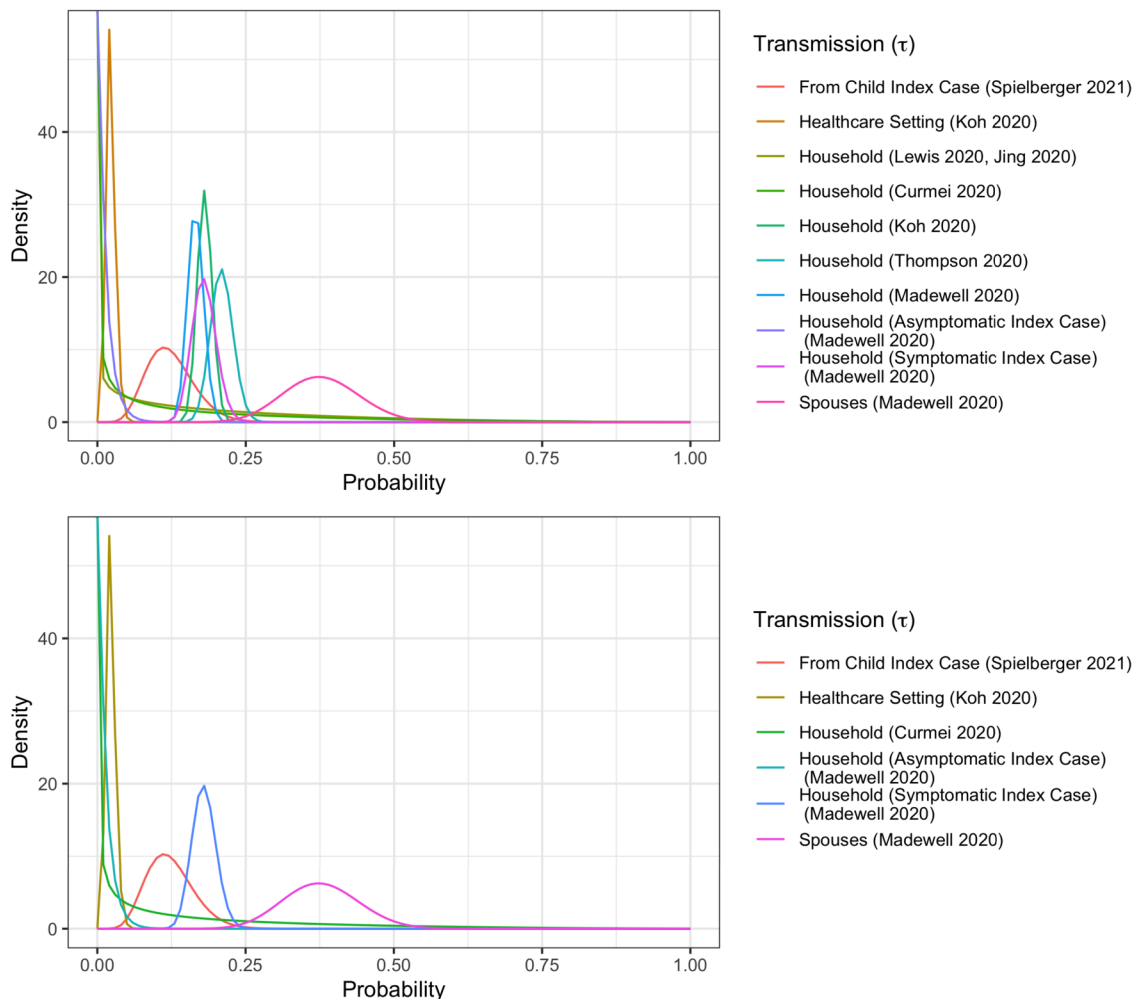 Transmission (τ)
From Child Index Case (Spielberger 2021)
Healthcare Setting (Koh 2020)
Household (Lewis 2020, Jing 2020)
Household (Curmei 2020)
Household (Koh 2020)
Household (Thompson 2020)
Household (Madewell 2020)
Household (Asymptomatic Index Case)
(Madewell 2020)
Household (Symptomatic Index Case)
(Madewell 2020)
Spouses (Madewell 2020)
Density
40
20
0
0.00 0.25 0.50 0.75 1.00
Probability
Transmission (τ)
From Child Index Case (Spielberger 2021)
Healthcare Setting (Koh 2020)
Household (Curmei 2020)
Household (Asymptomatic Index Case)
(Madewell 2020)
Household (Symptomatic Index Case)
(Madewell 2020)
Spouses (Madewell 2020)
Density
40
20
0
0.00 0.25 0.50 0.75 1.00
Probability